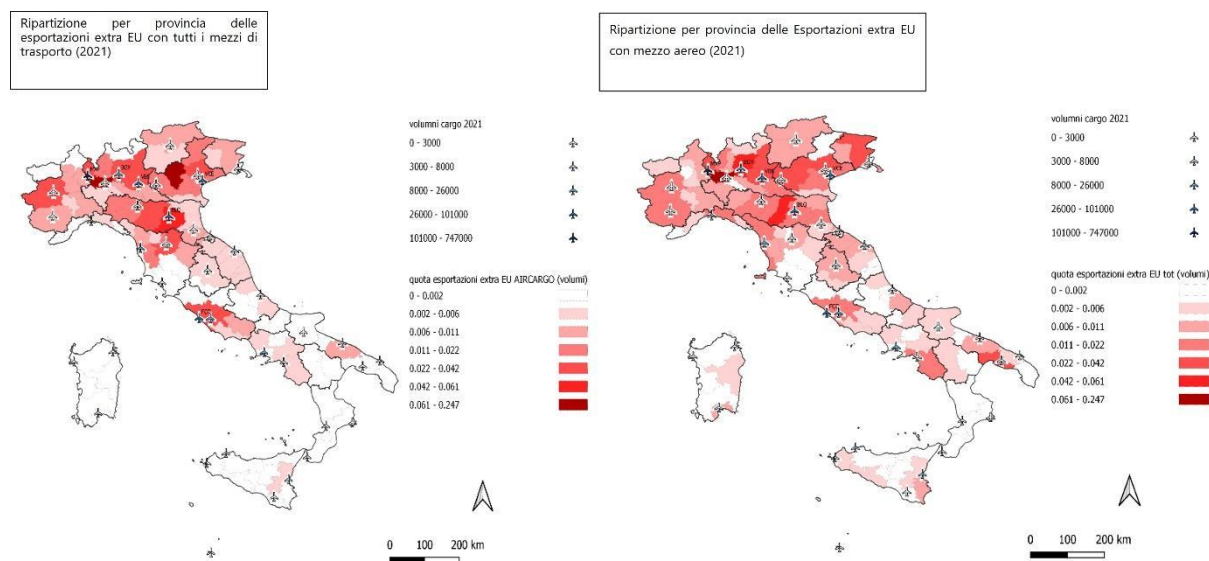 Ripartizione per provincia delle
esportazioni extra EU con tutti i mezzi di
trasporto (2021)
volumni cargo 2021
0 - 3000
3000 - 8000
8000 - 26000
26000 - 101000
101000 - 747000
quota esportazioni extra EU AIRCARGO (volumi)
0 - 0.002
0.002 - 0.006
0.006 - 0.011
0.011 - 0.022
0.022 - 0.042
0.042 - 0.061
0.061 - 0.247
0 100 200 km
Ripartizione per provincia delle Esportazioni extra EU
con mezzo aereo (2021)
volumni cargo 2021
0 - 3000
3000 - 8000
8000 - 26000
26000 - 101000
101000 - 747000
quota esportazioni extra EU tot (volumi)
0 - 0.002
0.002 - 0.006
0.006 - 0.011
0.011 - 0.022
0.022 - 0.042
0.042 - 0.061
0.061 - 0.247
0 100 200 km